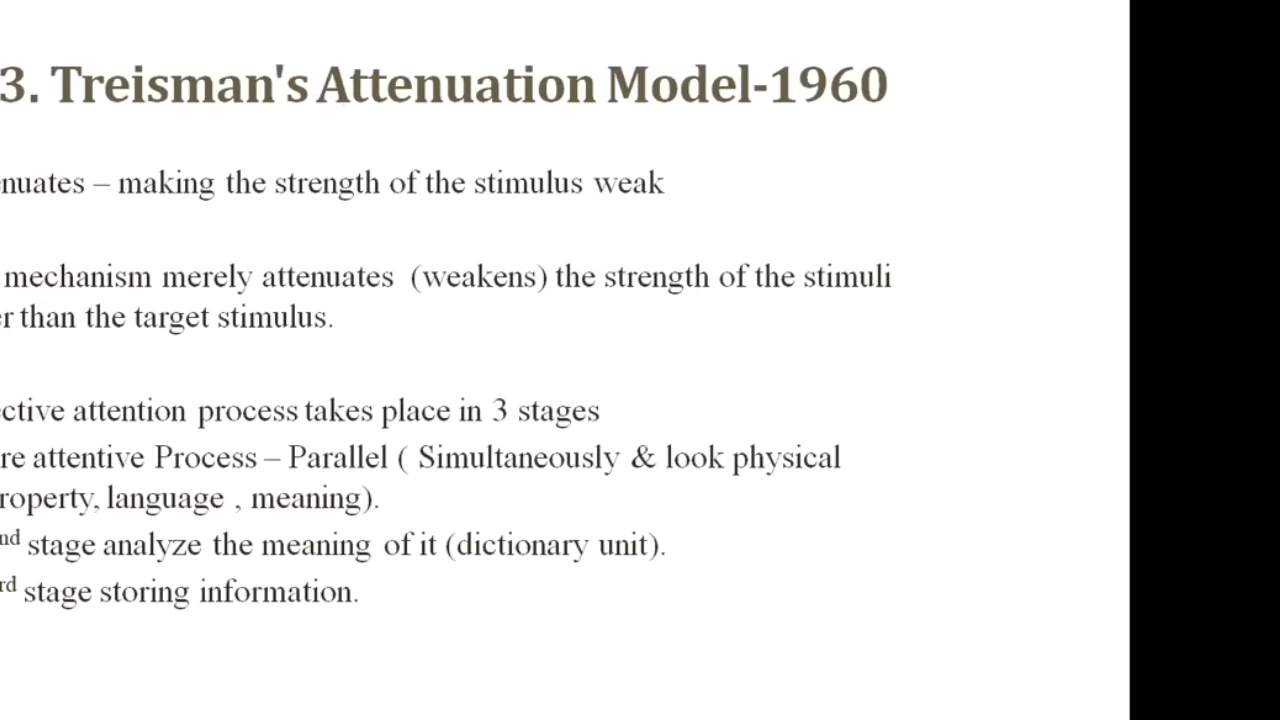 3. Treisman's Attenuation Model-1960
nuates – making the strength of the stimulus weak
mechanism merely attenuates (weakens) the strength of the stimuli
r than the target stimulus.
ctive attention process takes place in 3 stages
re attentive Process – Parallel ( Simultaneously & look physical
roperty, language , meaning).
nd stage analyze the meaning of it (dictionary unit).
rd stage storing information.